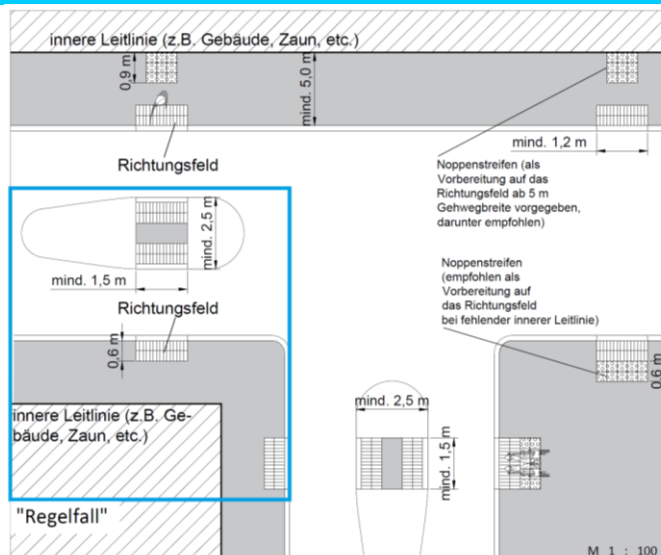 innere Leitlinie (z.B. Gebäude, Zaun, etc.)
0,9 m
mind. 5,0 m
Richtungsfeld
mind. 1,2 m
Noppenstreifen (als
Vorbereitung auf das
Richtungsfeld ab 5 m
Gehwegbreite vorgegeben,
darunter empfohlen)
mind. 2,5 m
mind. 1,5 m
Richtungsfeld
Noppenstreifen
(empfohlen als
Vorbereitung auf
das Richtungsfeld
bei fehlender innerer Leitlinie)
0,6 m
0,6 m
innere Leitlinie (z.B. Ge-
bäude, Zaun, etc.)
mind. 2,5 m
mind. 1,5 m
"Regelfall"
M 1 : 100